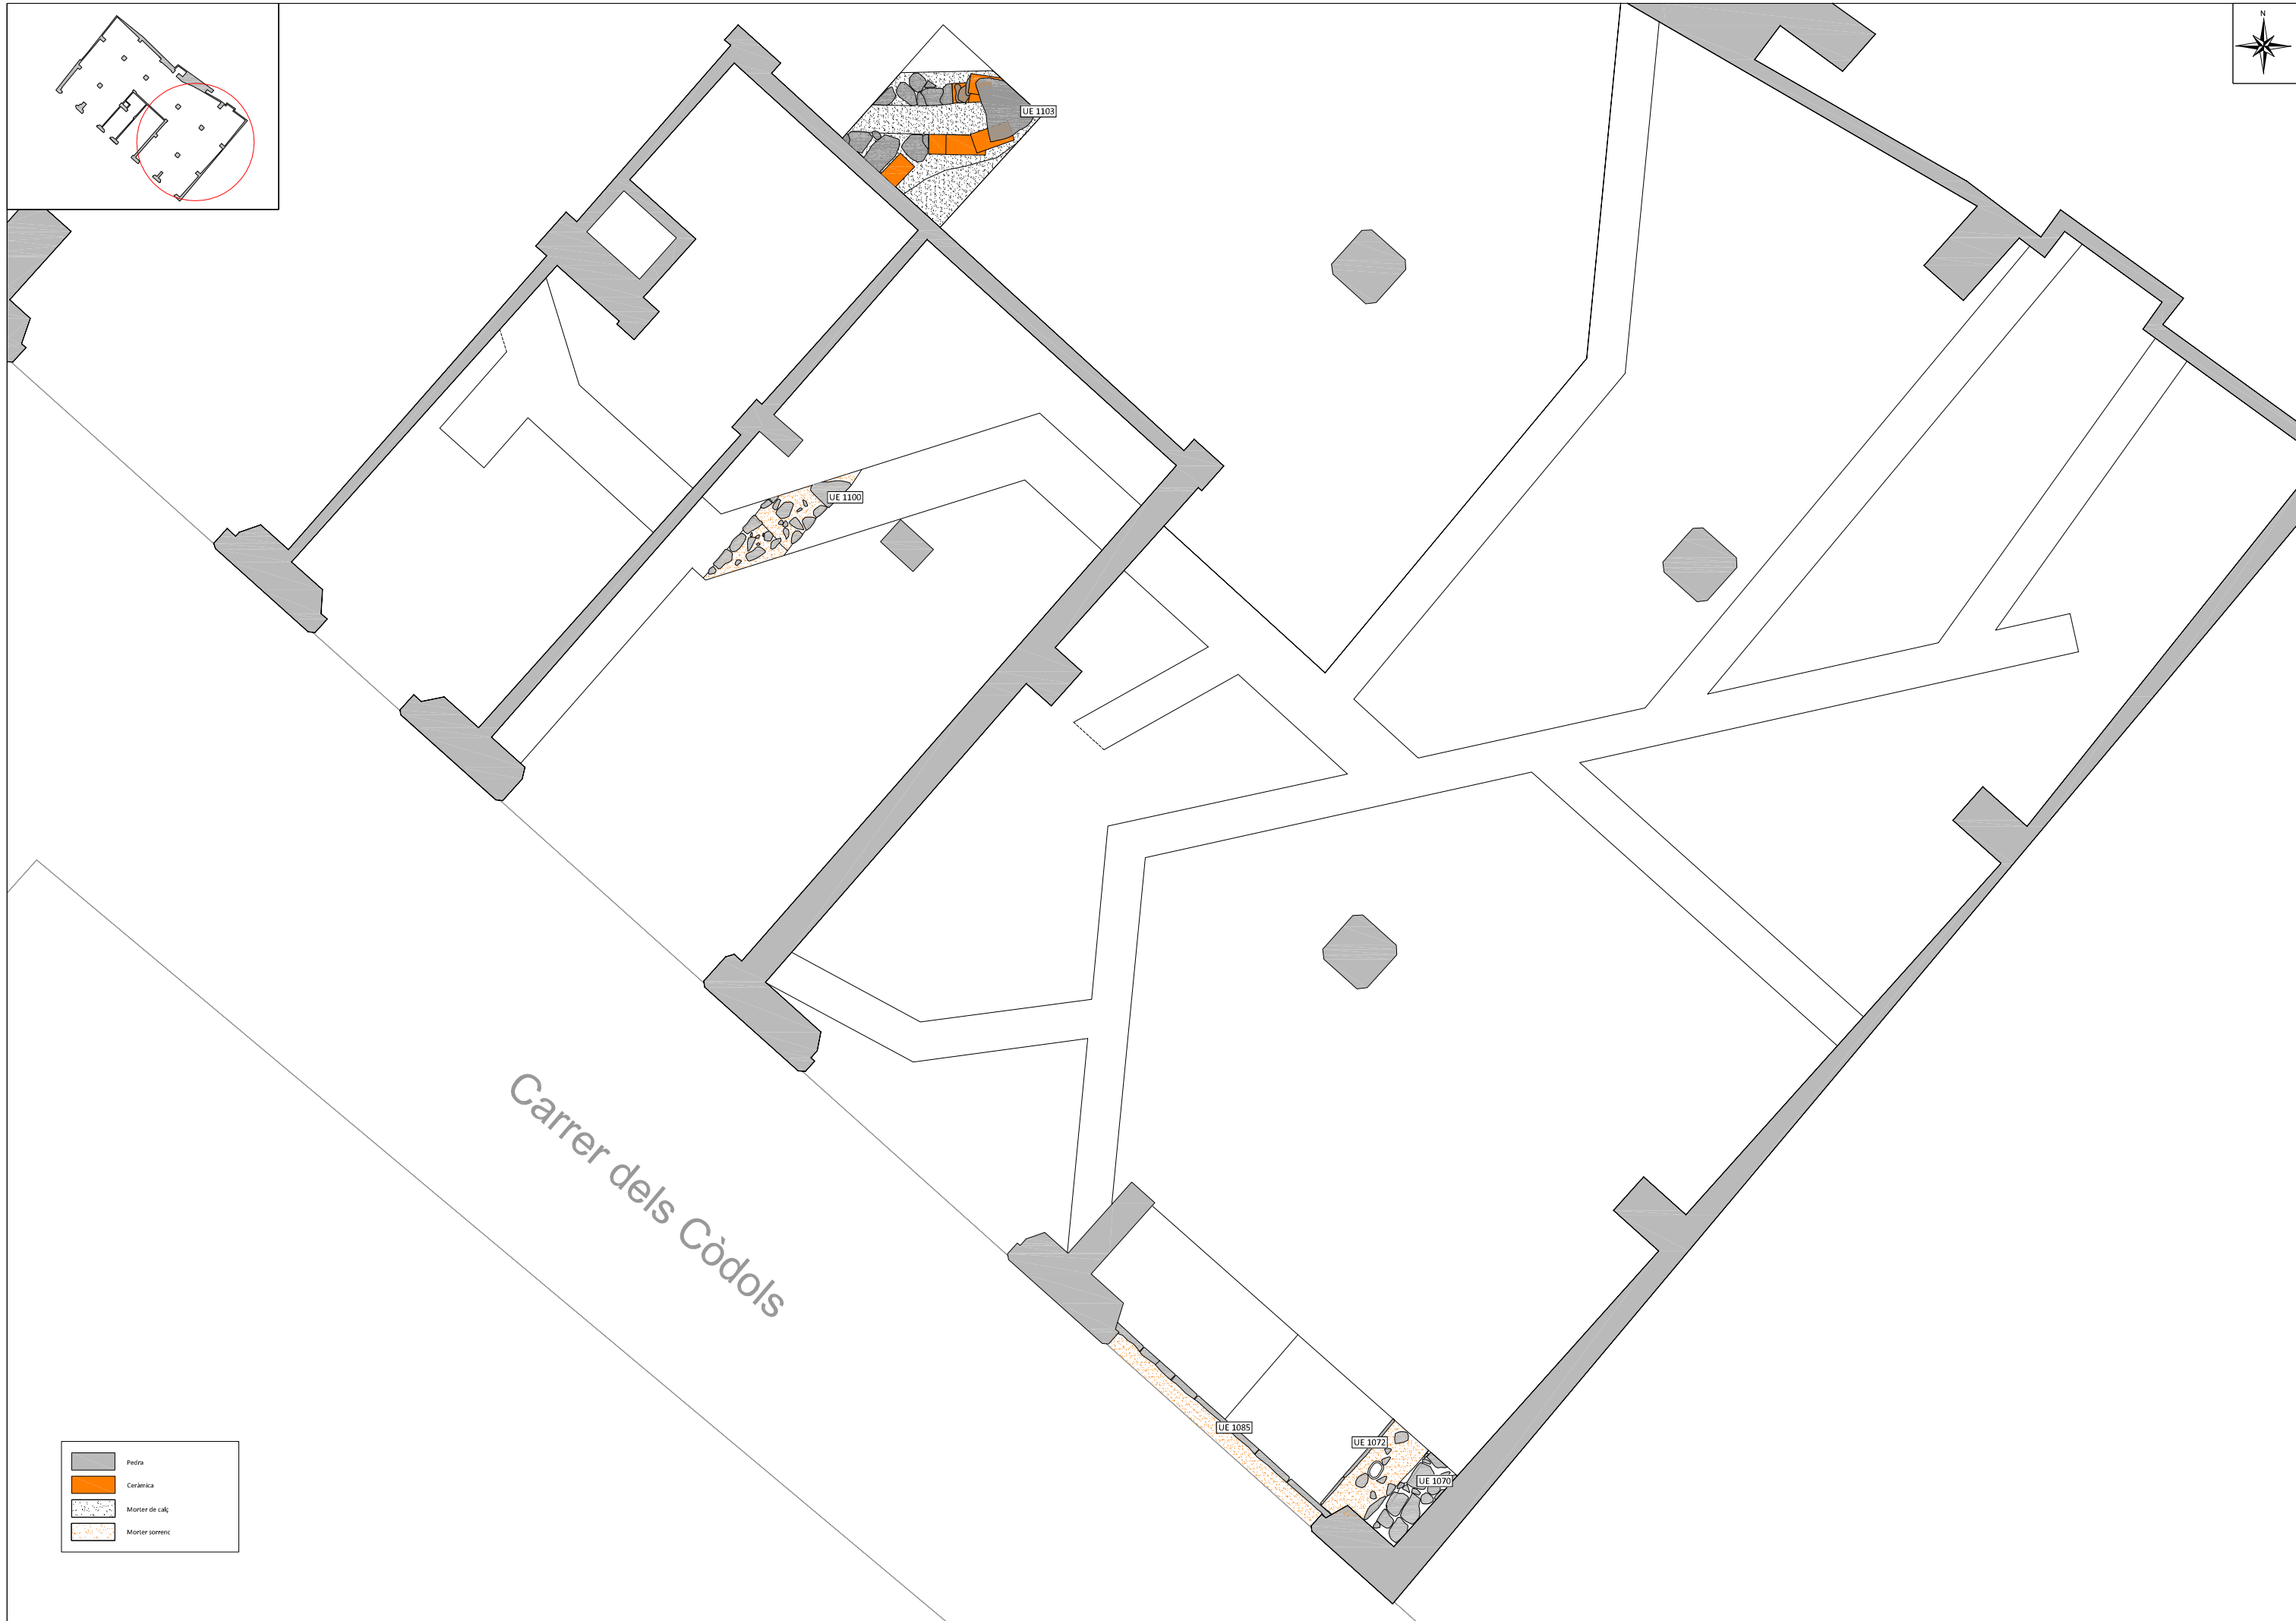 N
UE 1103
UE 1100
Carrer dels Còdols
UE 1085
UE 1072
UE 1070
Pedra
Ceràmica
Morter de calç
Morter sorrenc